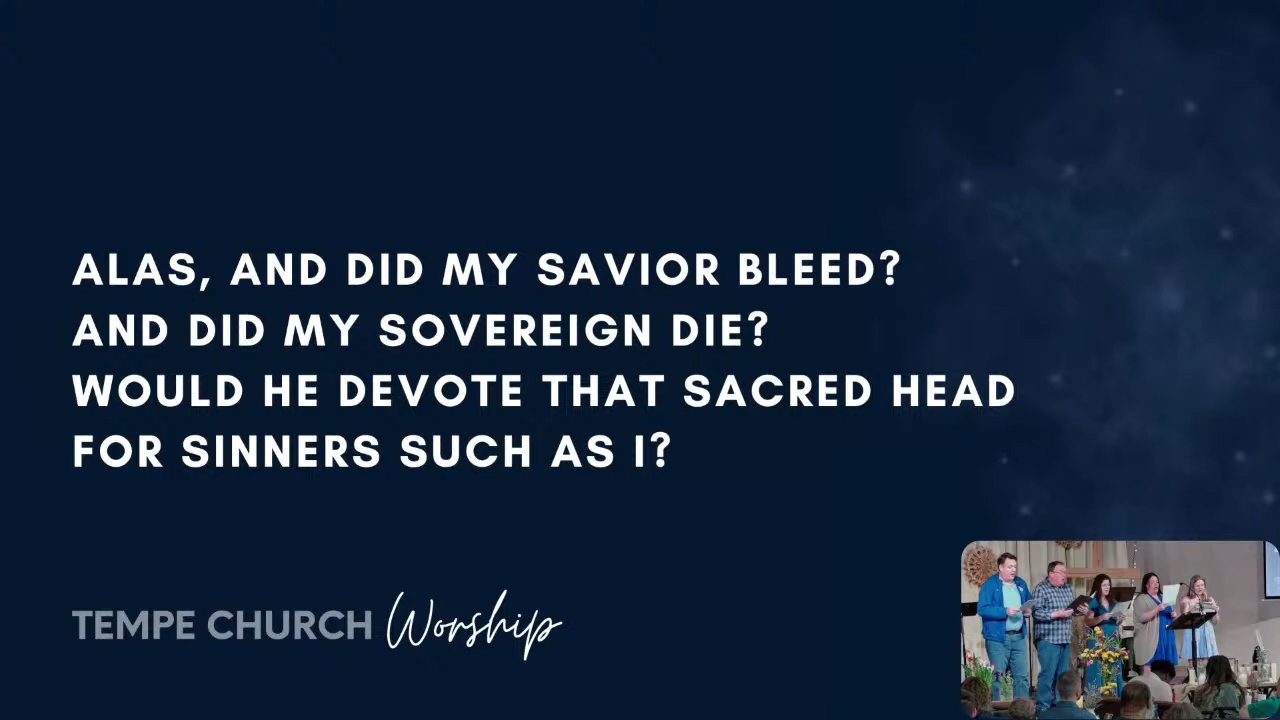 ALAS, AND DID MY SAVIOR BLEED?
AND DID MY SOVEREIGN DIE?
WOULD HE DEVOTE THAT SACRED HEAD
FOR SINNERS SUCH AS I?
TEMPE CHURCH Worship